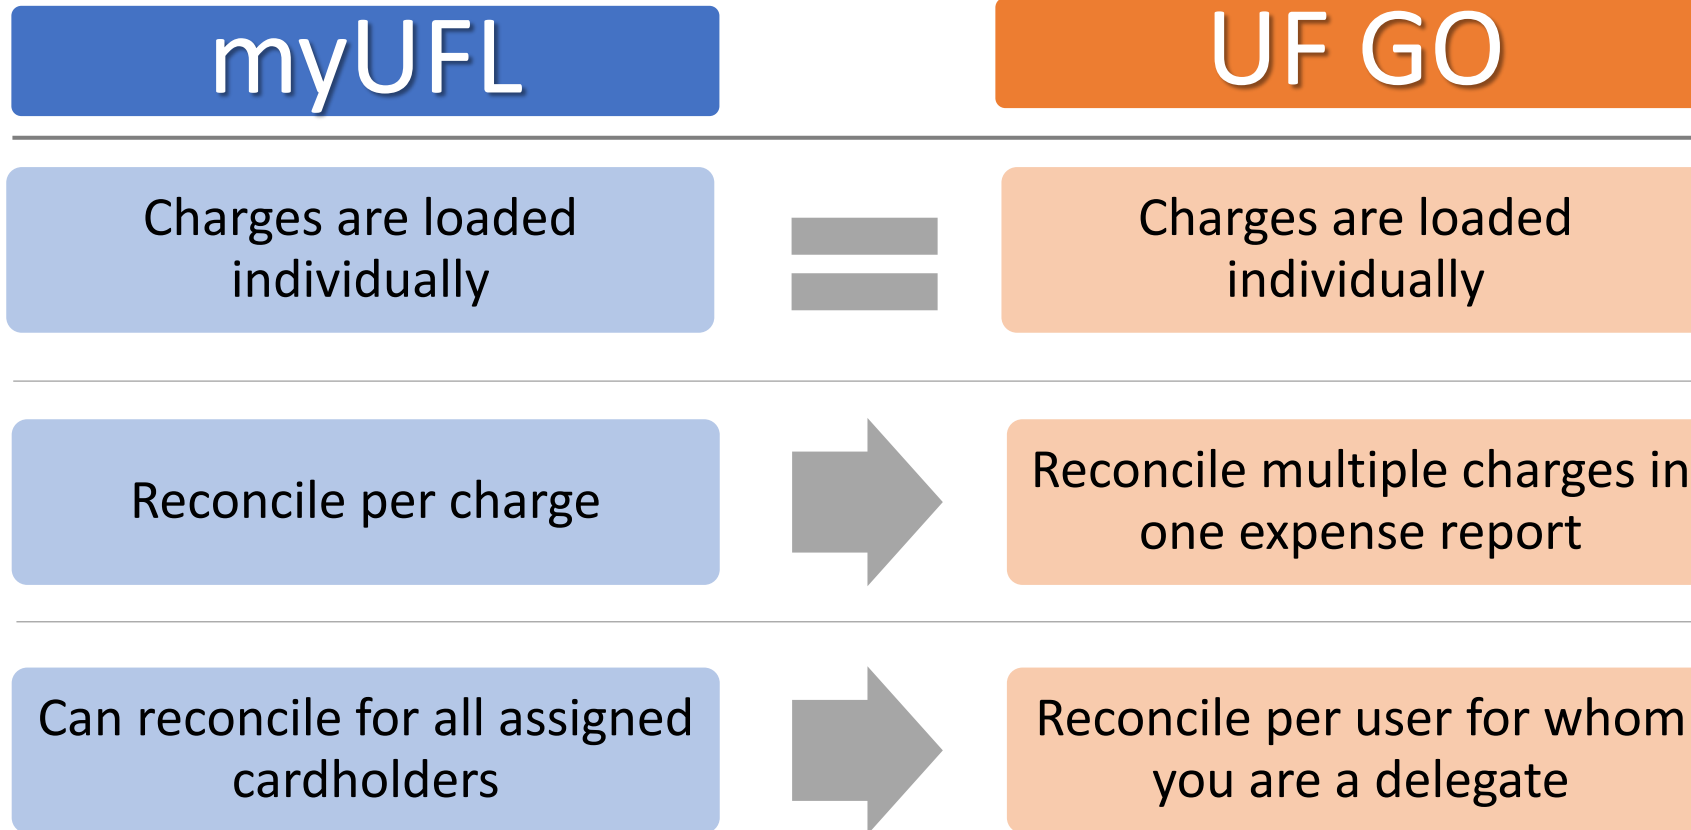 myUFL
UF GO
Charges are loaded
individually
Charges are loaded
individually
Reconcile per charge
Reconcile multiple charges in
one expense report
Can reconcile for all assigned
cardholders
Reconcile per user for whom
you are a delegate